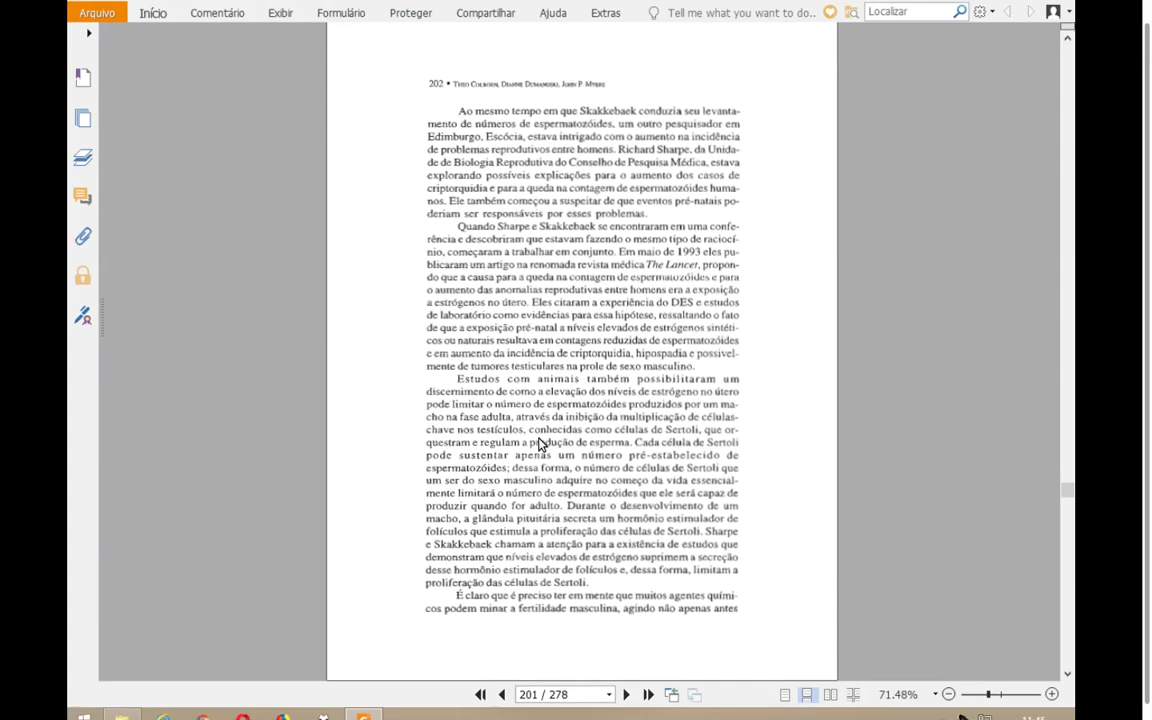 Arquivo Início Comentário Exibir Formulário Proteger Compartilhar Ajuda Extras Tell me what you want to do.. Localizar
202 • THEO COLBORN, DIANNE DUMANOSKI, JOHN P. MYERS
Ao mesmo tempo em que Skakkebaek conduzia seu levanta-
mento de números de espermatozóides, um outro pesquisador em
Edimburgo, Escócia, estava intrigado com o aumento na incidência
de problemas reprodutivos entre homens. Richard Sharpe, da Unida-
de de Biologia Reprodutiva do Conselho de Pesquisa Médica, estava
explorando possíveis explicações para o aumento dos casos de
criptorquidia e para a queda na contagem de espermatozóides huma-
nos. Ele também começou a suspeitar de que eventos pré-natais po-
deriam ser responsáveis por esses problemas.
Quando Sharpe e Skakkebaek se encontraram em uma confe-
rência e descobriram que estavam fazendo o mesmo tipo de raciocí-
nio, começaram a trabalhar em conjunto. Em maio de 1993 eles pu-
blicaram um artigo na renomada revista médica The Lancet, propon-
do que a causa para a queda na contagem de espermatozóides e para
o aumento das anomalias reprodutivas entre homens era a exposição
a estrógenos no útero. Eles citaram a experiência do DES e estudos
de laboratório como evidências para essa hipótese, ressaltando o fato
de que a exposição pré-natal a níveis elevados de estrógenos sintéti-
cos ou naturais resultava em contagens reduzidas de espermatozóides
e em aumento da incidência de criptorquidia, hipospadia e possivel-
mente de tumores testiculares na prole de sexo masculino.
Estudos com animais também possibilitaram um
discernimento de como a elevação dos níveis de estrógeno no útero
pode limitar o número de espermatozóides produzidos por um ma-
cho na fase adulta, através da inibição da multiplicação de células-
chave nos testículos, conhecidas como células de Sertoli, que or-
questram e regulam a produção de esperma. Cada célula de Sertoli
pode sustentar apenas um número pré-estabelecido de
espermatozóides; dessa forma, o número de células de Sertoli que
um ser do sexo masculino adquire no começo da vida essencial-
mente limitará o número de espermatozóides que ele será capaz de
produzir quando for adulto. Durante o desenvolvimento de um
macho, a glândula pituitária secreta um hormônio estimulador de
folículos que estimula a proliferação das células de Sertoli. Sharpe
e Skakkebaek chamam a atenção para a existência de estudos que
demonstram que níveis elevados de estrógeno suprimem a secreção
desse hormônio estimulador de folículos e, dessa forma, limitam a
proliferação das células de Sertoli.
É claro que é preciso ter em mente que muitos agentes quími-
cos podem minar a fertilidade masculina, agindo não apenas antes
201 / 278 71.48%